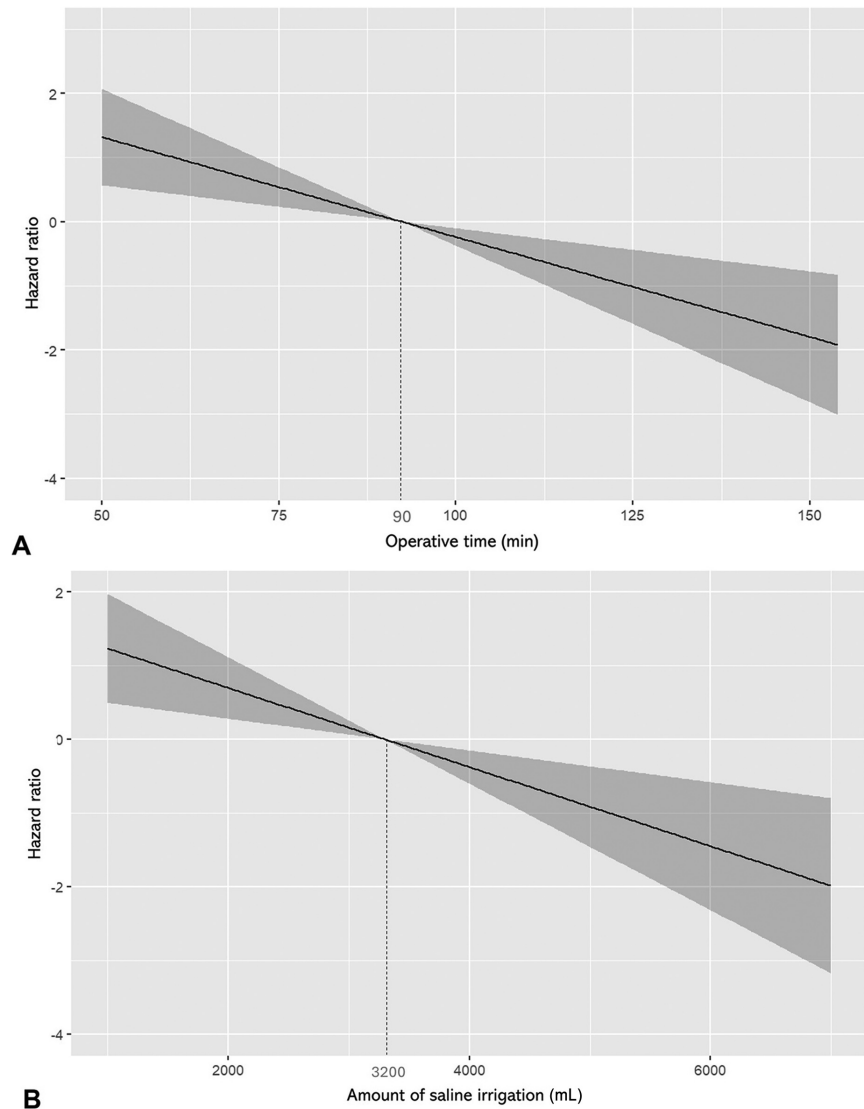 2
0
-2
-4
Hazard ratio
50 75 90 100 125 150
Operative time (min)
A
2
0
-2
-4
Hazard ratio
2000 3200 4000 6000
Amount of saline irrigation (mL)
B